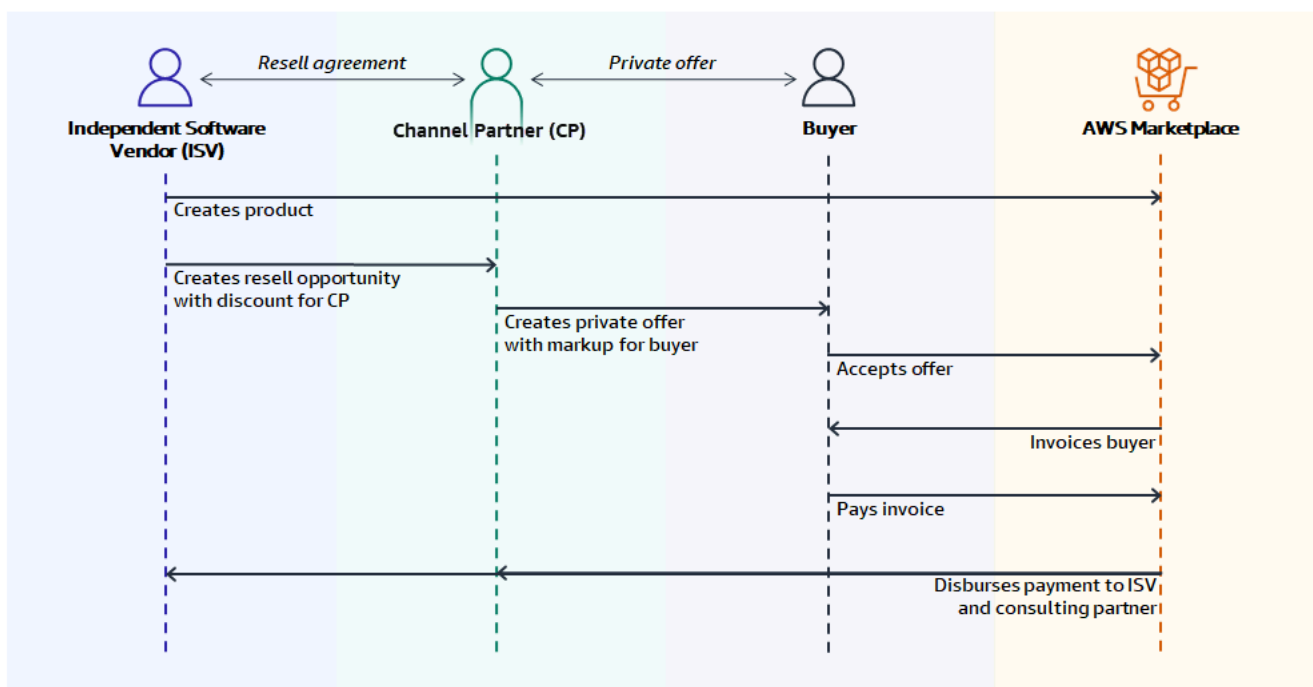 Resell agreement
Private offer
Independent Software
Vendor (ISV)
Channel Partner (CP)
Buyer
AWS Marketplace
Creates product
Creates resell opportunity
with discount for CP
Creates private offer
with markup for buyer
Accepts offer
Invoices buyer
Pays invoice
Disburses payment to ISV
and consulting partner